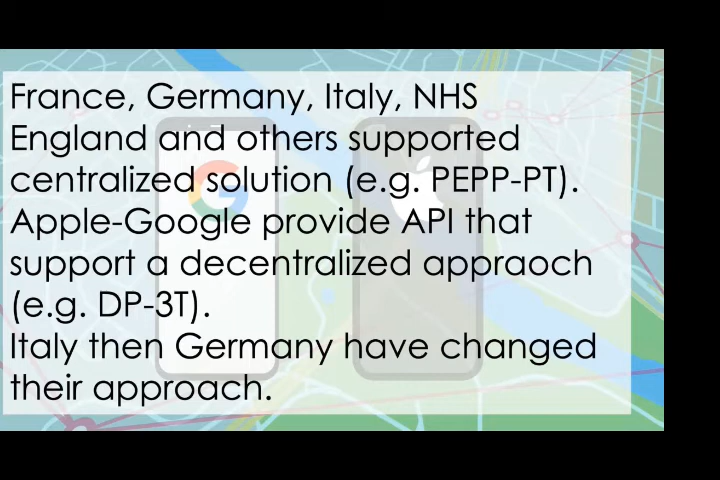 France, Germany, Italy, NHS
England and others supported
centralized solution (e.g. PEPP-PT).
Apple-Google provide API that
support a decentralized appraoch
(e.g. DP-3T).
Italy then Germany have changed
their approach.